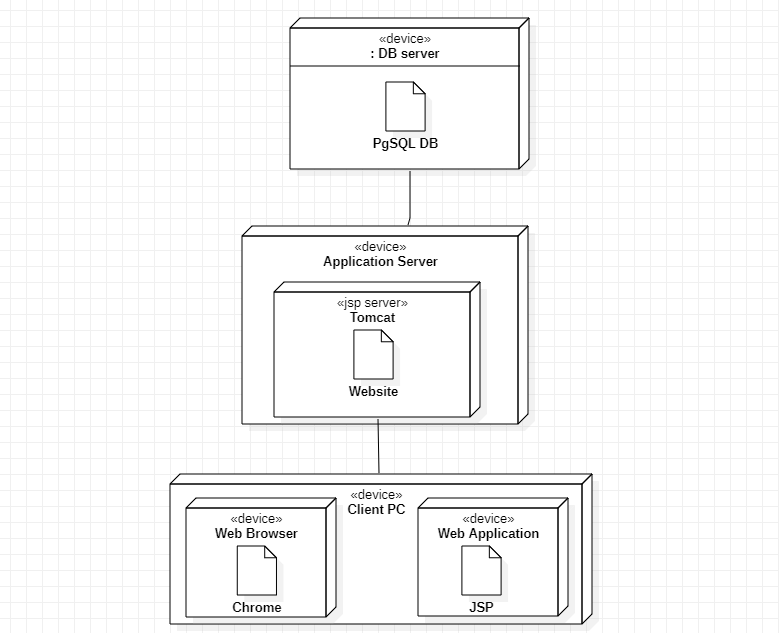 «device»
: DB server
PgSQL DB
«device»
Application Server
«jsp server»
Tomcat
Website
«device»
Client PC
«device»
Web Browser
Chrome
«device»
Web Application
JSP